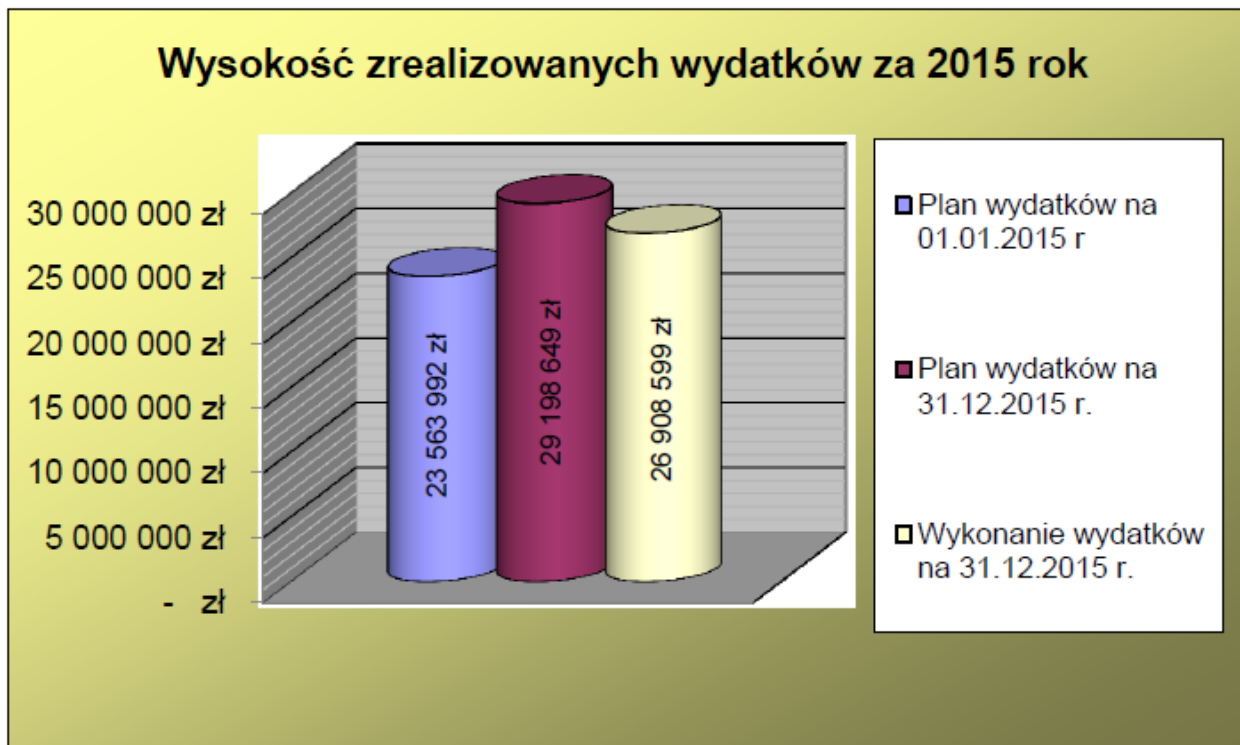 Wysokość zrealizowanych wydatków za 2015 rok
30 000 000 zł
25 000 000 zł
20 000 000 zł
15 000 000 zł
10 000 000 zł
5 000 000 zł
- zł
23 563 992 zł
29 198 649 zł
26 908 599 zł
Plan wydatków na
01.01.2015 r
Plan wydatków na
31.12.2015 r.
Wykonanie wydatków
na 31.12.2015 r.